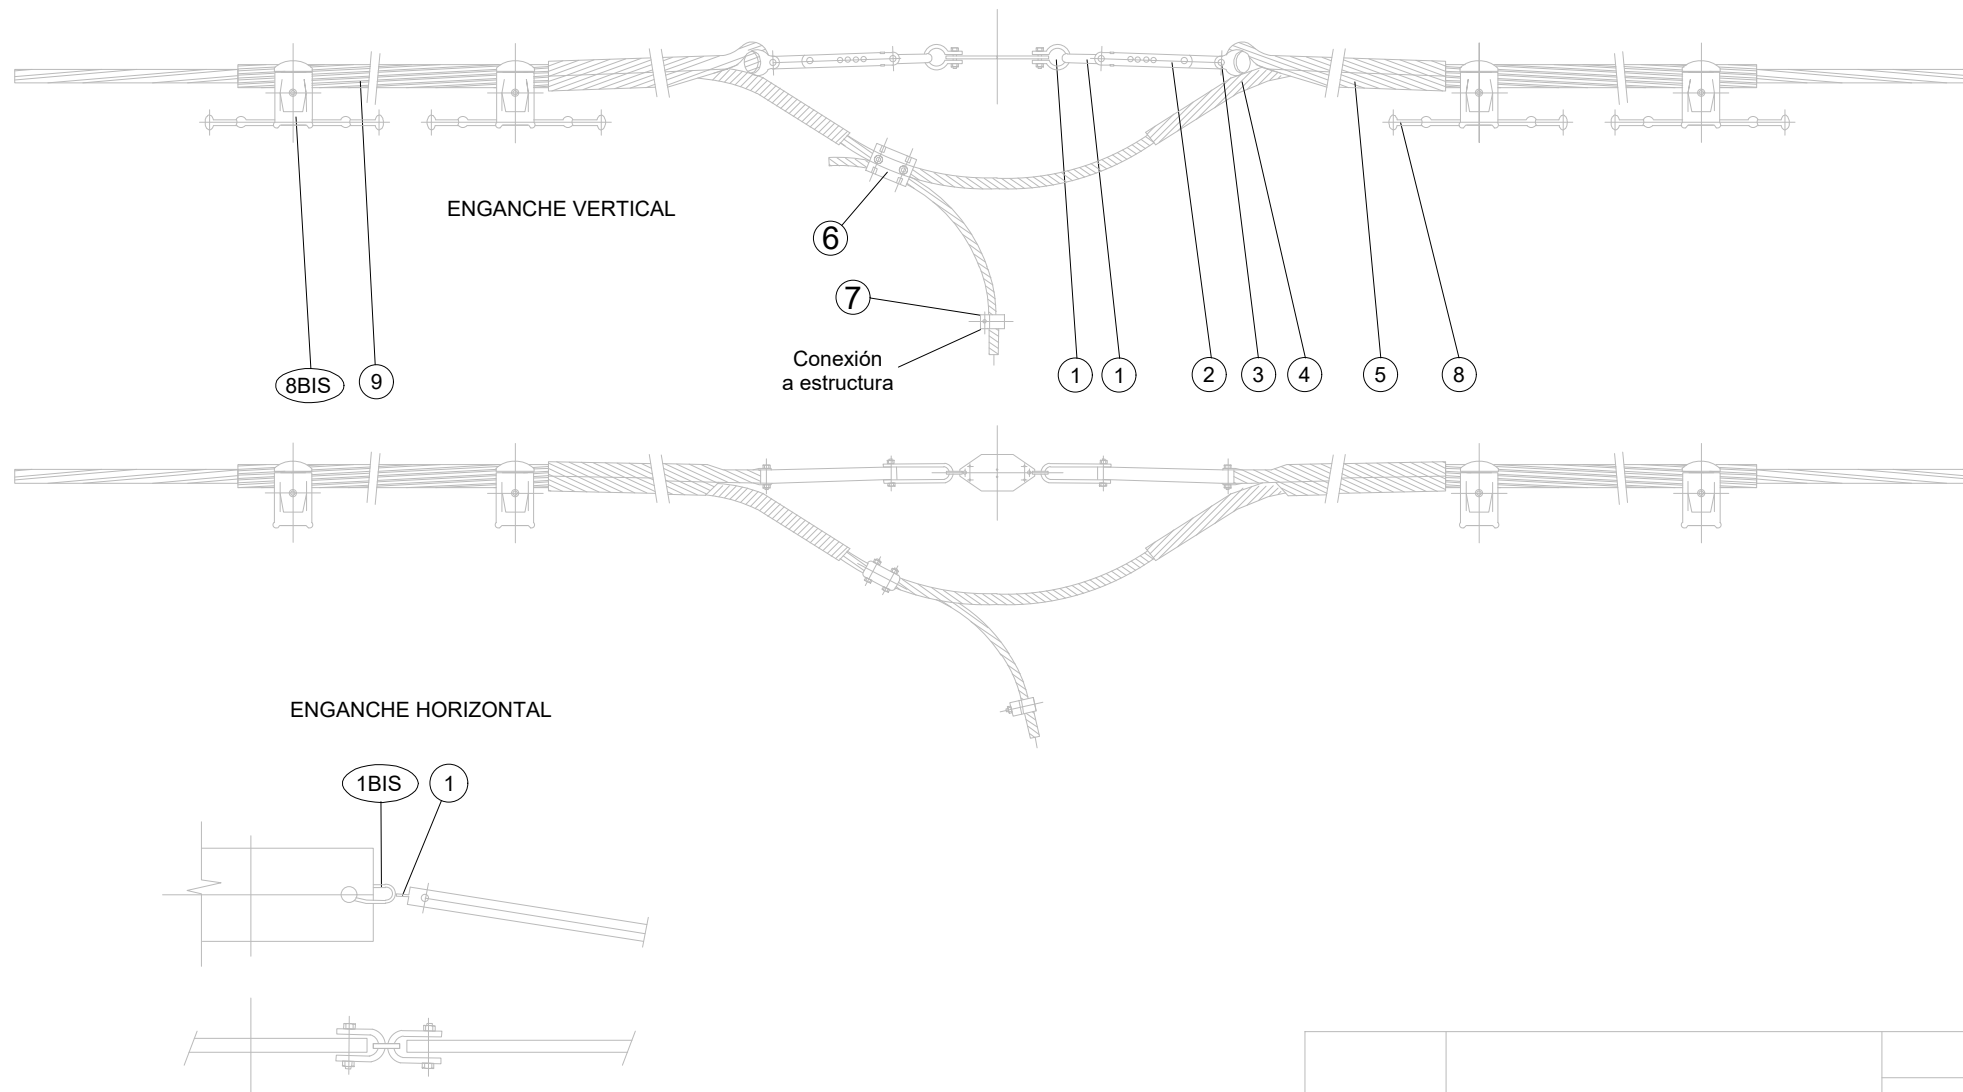 ENGANCHE VERTICAL
6
7
Conexión
a estructura
8BIS
9
1
1
2
3
4
5
8
ENGANCHE HORIZONTAL
1BIS
1